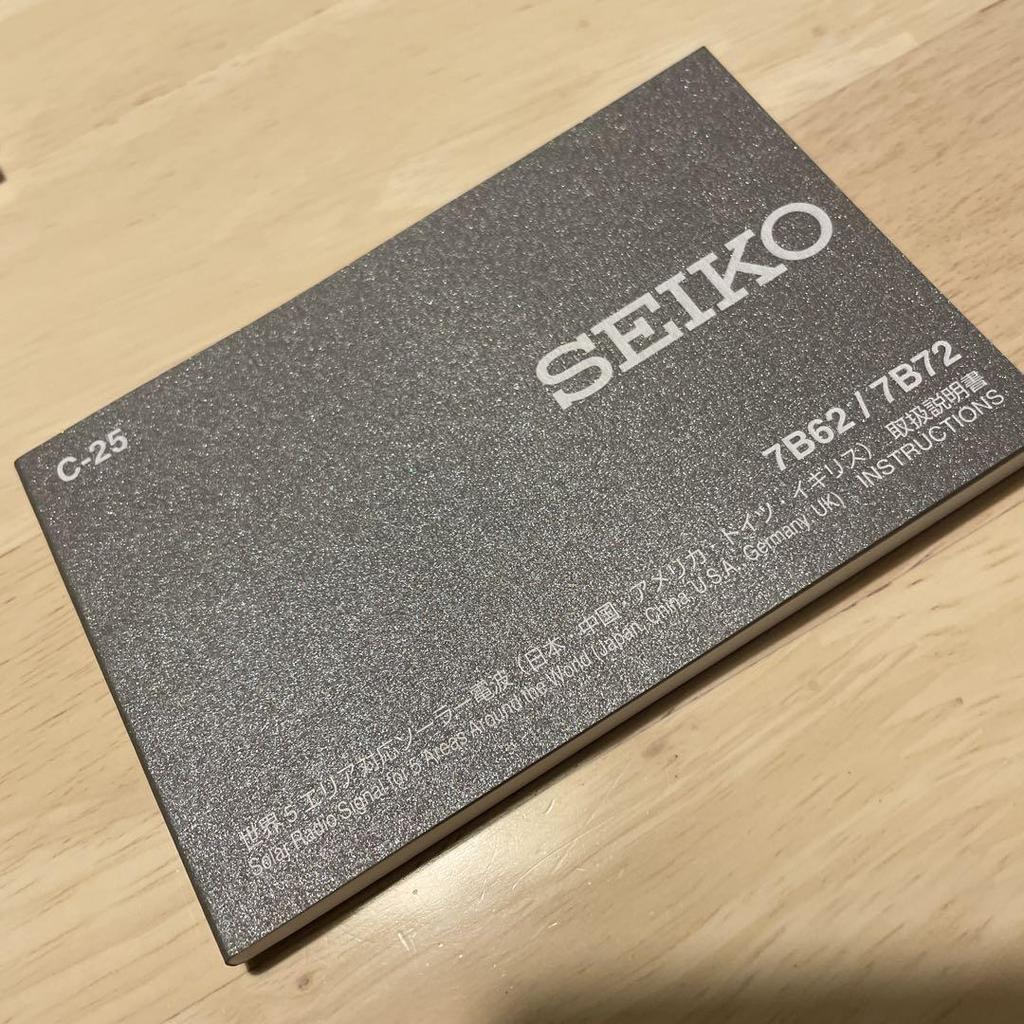 C-25
SEIKO
7B62 / 7B72
世界5エリア対応ソーラー電波（日本・中国・アメリカ・ドイツ・イギリス） 取扱説明書
Solar Radio Signal for 5 Areas Around the World (Japan, China, U.S.A., Germany, UK) INSTRUCTIONS